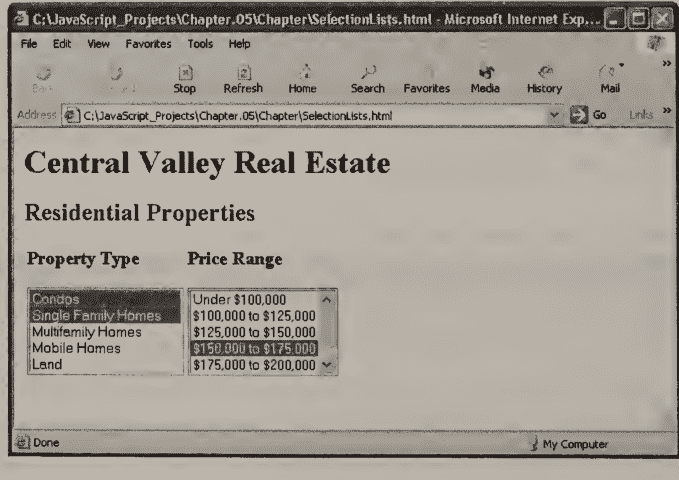 C:\JavaScript_Projects\Chapter.05\Chapter\SelectionLists.html - Microsoft Internet Exp...
File Edit View Favorites Tools Help
Stop Refresh Home Search Favorites Media History Mail
Address C:\JavaScript_Projects\Chapter.05\Chapter\SelectionLists.html Go Links
Central Valley Real Estate
Residential Properties
Property Type Price Range
Condos Under $100,000
Single Family Homes $100,000 to $125,000
Multifamily Homes $125,000 to $150,000
Mobile Homes $150,000 to $175,000
Land $175,000 to $200,000
Done My Computer